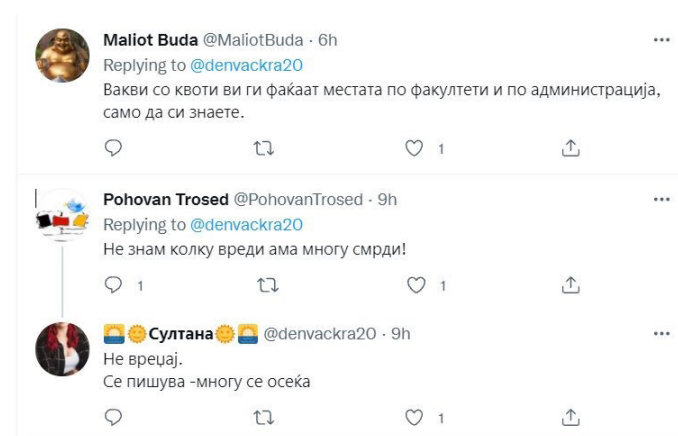 Maliot Buda @MaliotBuda · 6h
Replying to @denvackra20
Вакви со квоти ви ги фаќаат местата по факултети и по администрација,
само да си знаете.
1
Pohovan Trosed @PohovanTrosed · 9h
Replying to @denvackra20
Не знам колку вреди ама многу смрди!
1 1
🌅🌞Султана🌞🌅 @denvackra20 · 9h
Не вреџај.
Се пишува -многу се осеќа
1